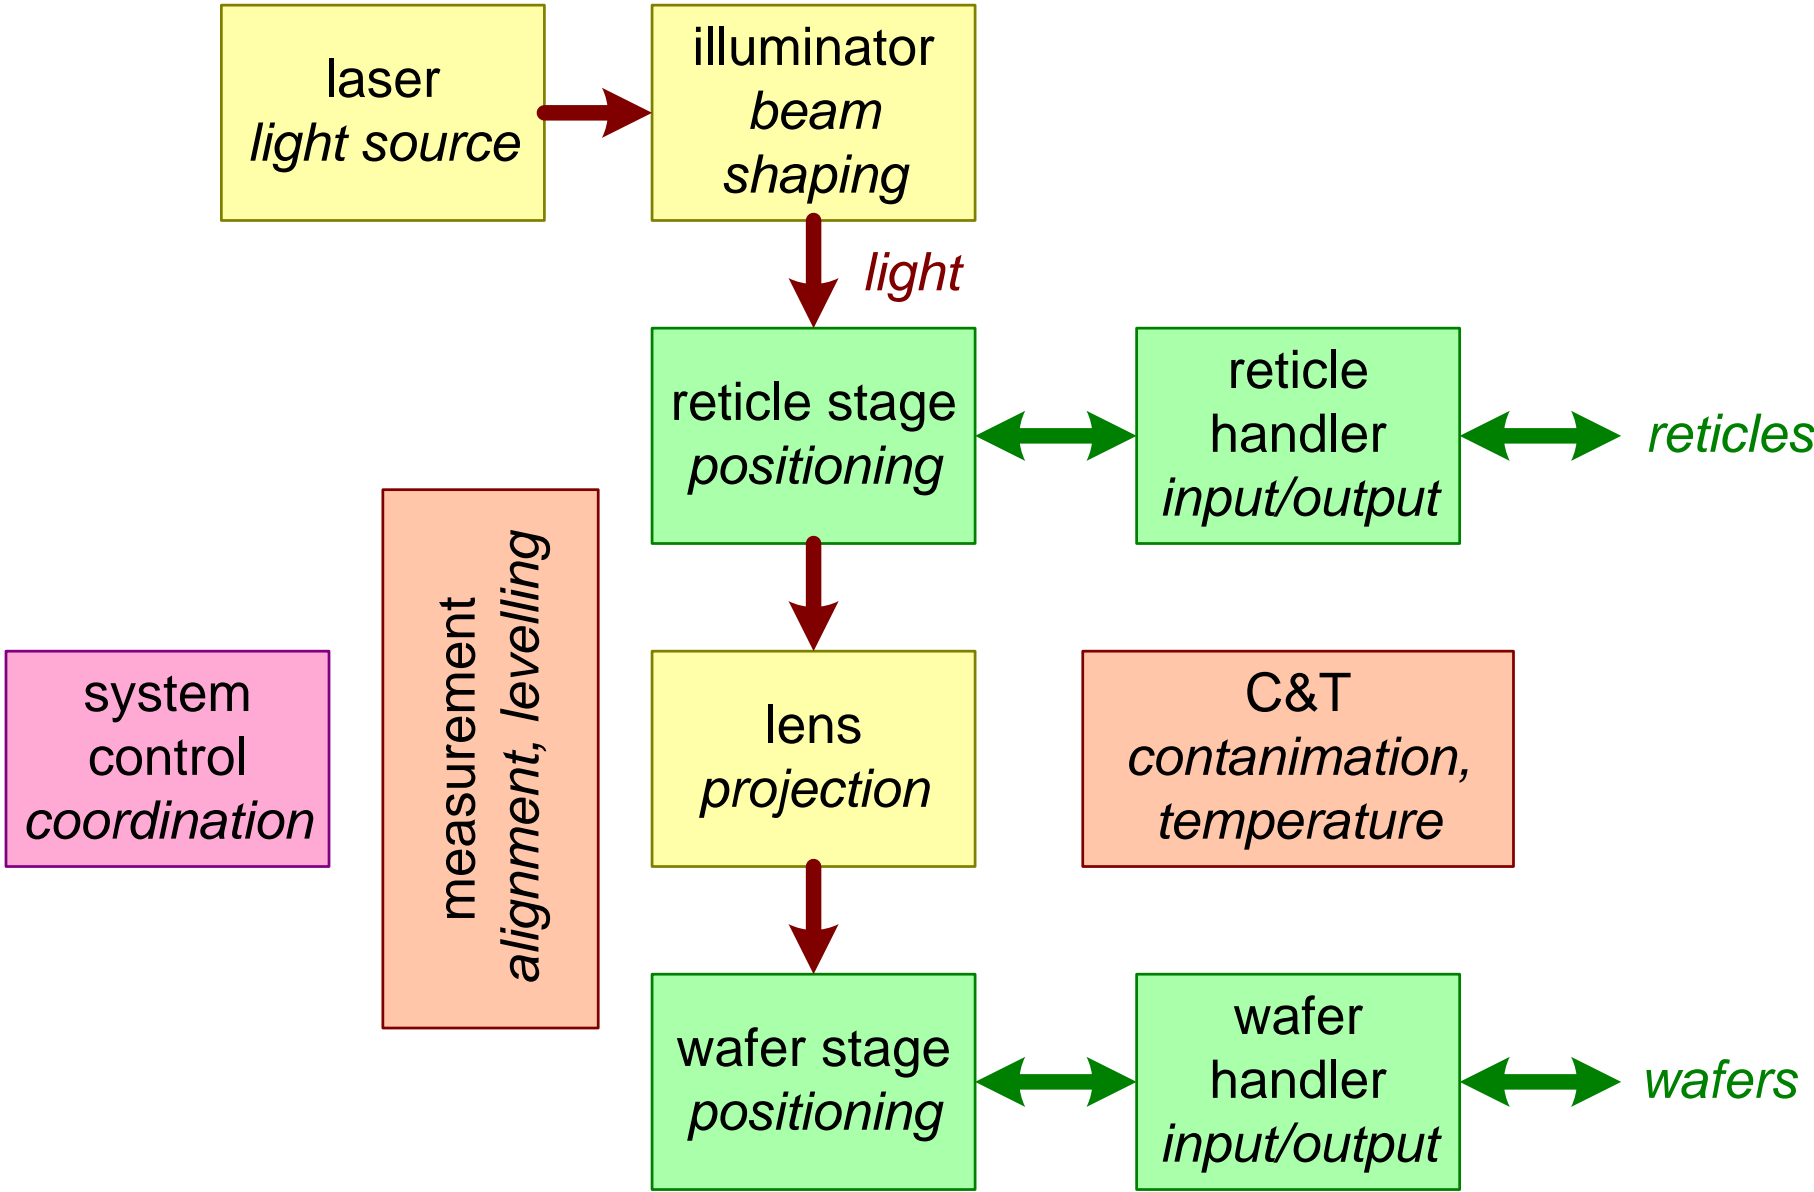 laser
light source
illuminator
beam
shaping
light
reticle stage
positioning
reticle
handler
input/output
reticles
system
control
coordination
measurement
alignment, levelling
lens
projection
C&T
contanimation,
temperature
wafer stage
positioning
wafer
handler
input/output
wafers